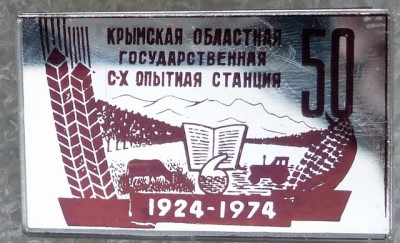 КРЫМСКАЯ ОБЛАСТНАЯ
ГОСУДАРСТВЕННАЯ
С-Х ОПЫТНАЯ СТАНЦИЯ
50
1924-1974